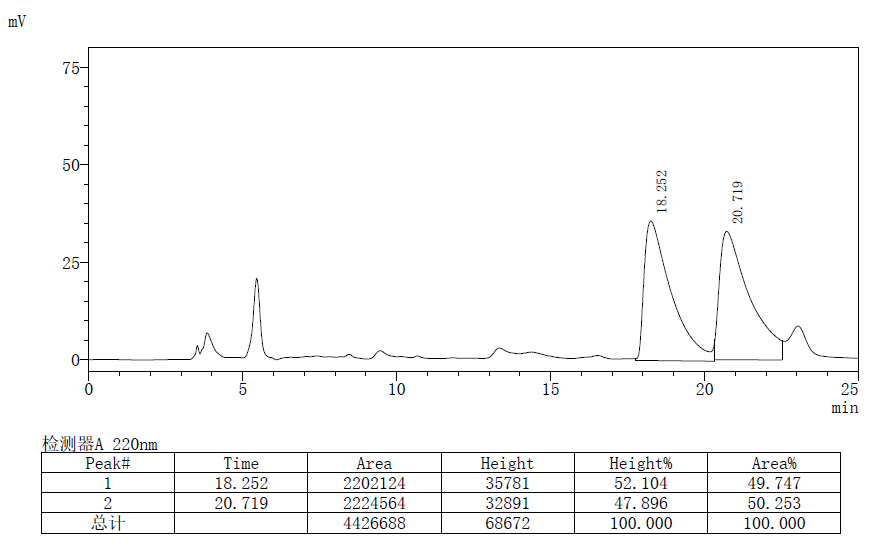 mV
75
50
25
0
18.252
20.719
0 5 10 15 20 25
min
检测器A 220nm
Peak# Time Area Height Height% Area%
1 18.252 2202124 35781 52.104 49.747
2 20.719 2224564 32891 47.896 50.253
总计 4426688 68672 100.000 100.000